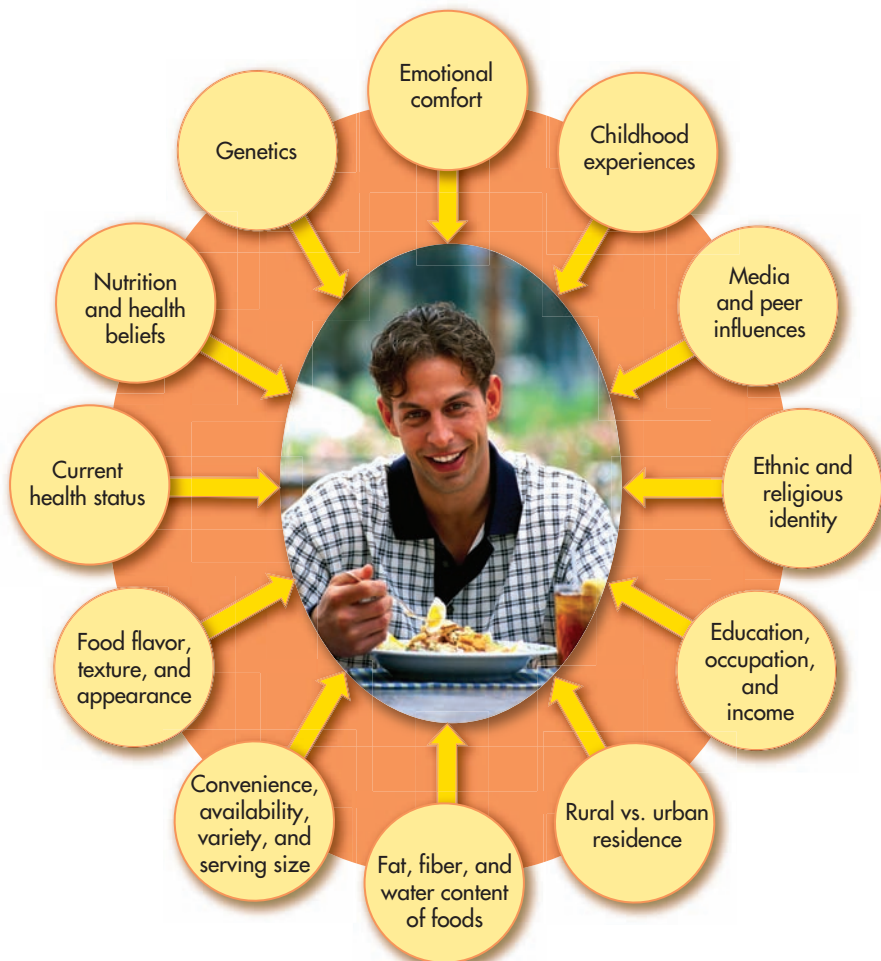 Emotional
comfort
Childhood
experiences
Media
and peer
influences
Ethnic and
religious
identity
Education,
occupation,
and
income
Rural vs. urban
residence
Fat, fiber, and
water content
of foods
Convenience,
availability,
variety, and
serving size
Food flavor,
texture, and
appearance
Current
health status
Nutrition
and health
beliefs
Genetics